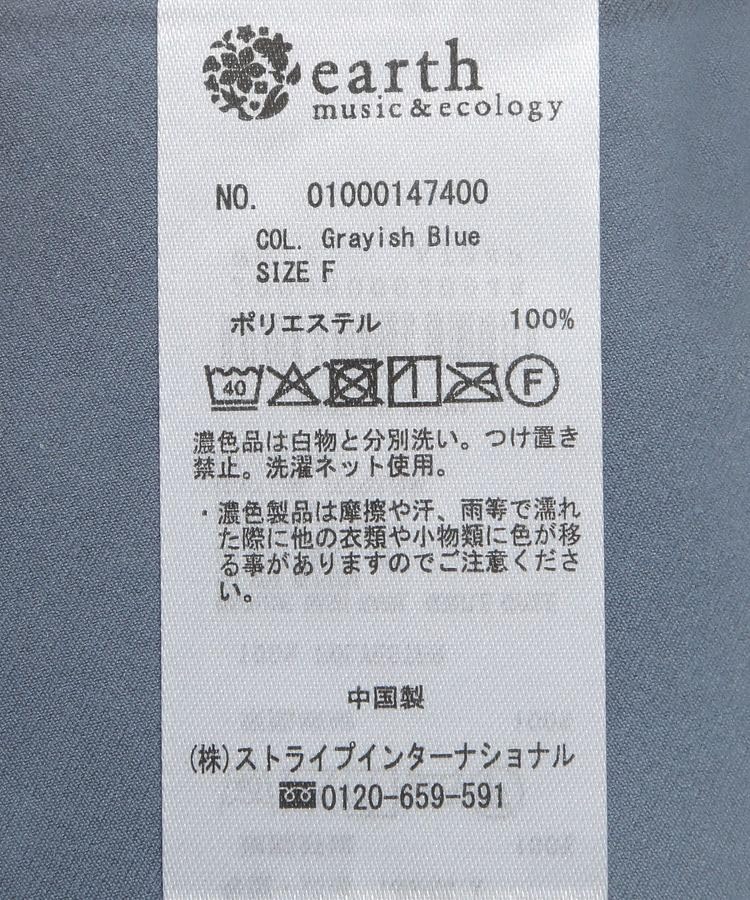 earth
music&ecology
NO. 01000147400
COL. Grayish Blue
SIZE F
ポリエステル 100%
40 F
濃色品は白物と分別洗い。つけ置き
禁止。洗濯ネット使用。
・濃色製品は摩擦や汗、雨等で濡れ
た際に他の衣類や小物類に色が移
る事がありますのでご注意くださ
い。
中国製
(株)ストライプインターナショナル
0120-659-591